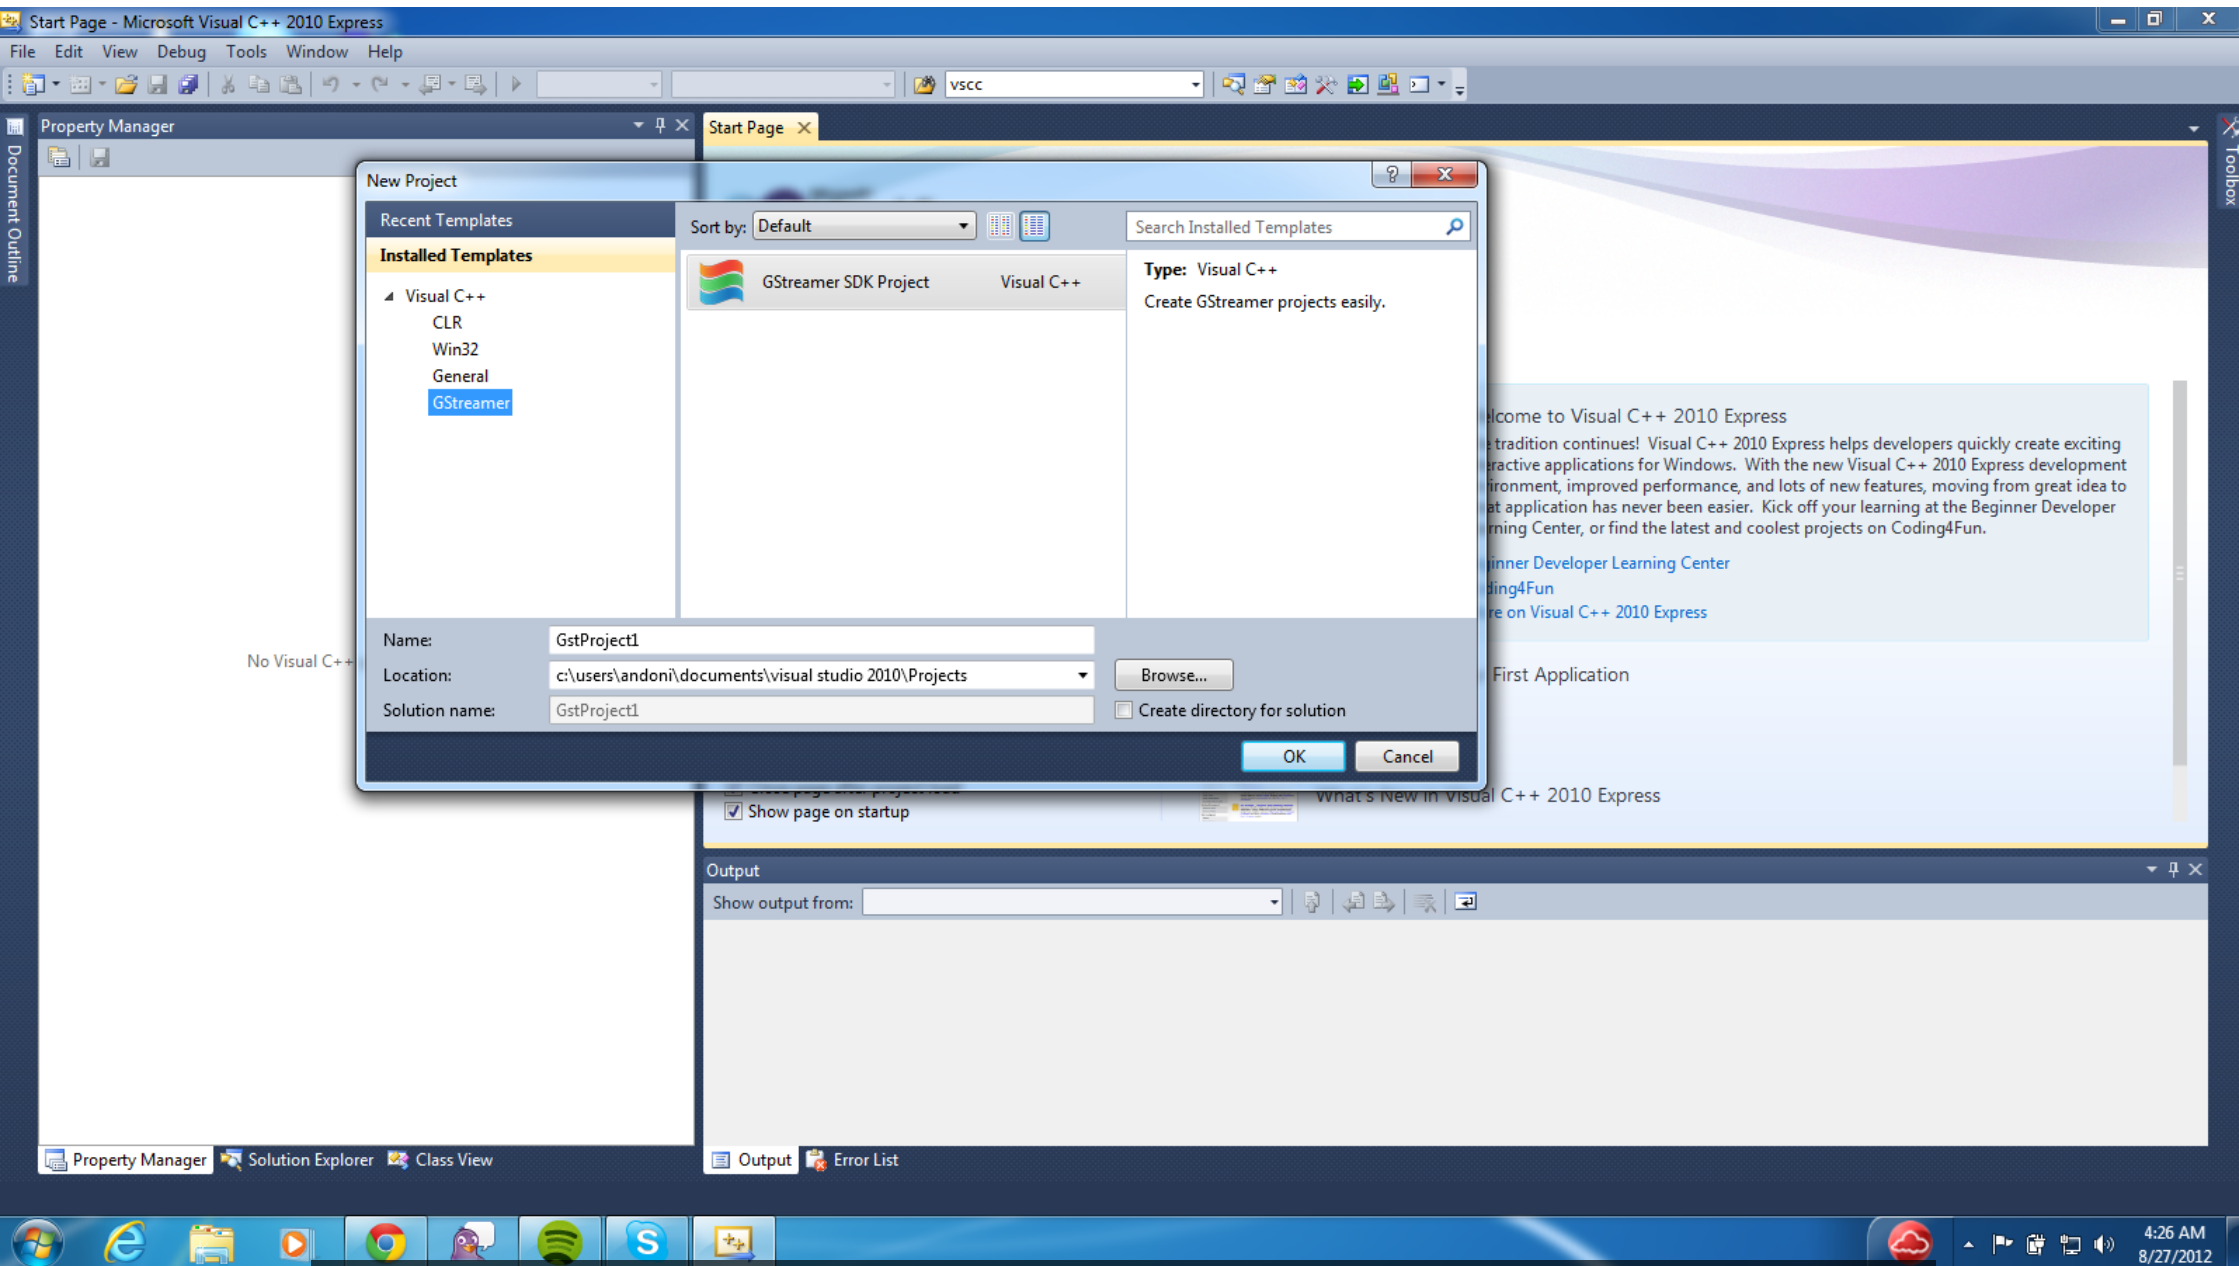 Start Page - Microsoft Visual C++ 2010 Express
File Edit View Debug Tools Window Help
vscc
Property Manager
Start Page
Document Outline
Toolbox
New Project
Recent Templates
Sort by: Default
Search Installed Templates
Installed Templates
Visual C++
CLR
Win32
General
GStreamer
GStreamer SDK Project Visual C++
Type: Visual C++
Create GStreamer projects easily.
lcome to Visual C++ 2010 Express
tradition continues! Visual C++ 2010 Express helps developers quickly create exciting
eractive applications for Windows. With the new Visual C++ 2010 Express development
ironment, improved performance, and lots of new features, moving from great idea to
at application has never been easier. Kick off your learning at the Beginner Developer
rning Center, or find the latest and coolest projects on Coding4Fun.
inner Developer Learning Center
ding4Fun
re on Visual C++ 2010 Express
No Visual C++
Name: GstProject1
Location: c:\users\andoni\documents\visual studio 2010\Projects Browse...
Solution name: GstProject1 Create directory for solution
OK Cancel
First Application
What's New in Visual C++ 2010 Express
Show page on startup
Output
Show output from:
Property Manager Solution Explorer Class View
Output Error List
4:26 AM
8/27/2012